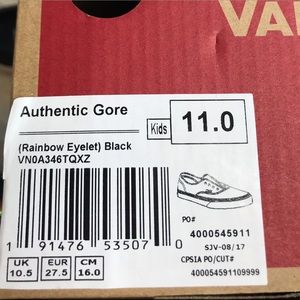 VA
Authentic Gore
Kids
11.0
(Rainbow Eyelet) Black
VN0A346TQXZ
PO#
4000545911
SJV-08/17
CPSIA PO/CUT#
400054591109999
1 91476 53507 0
UK
10.5
EUR
27.5
CM
16.0